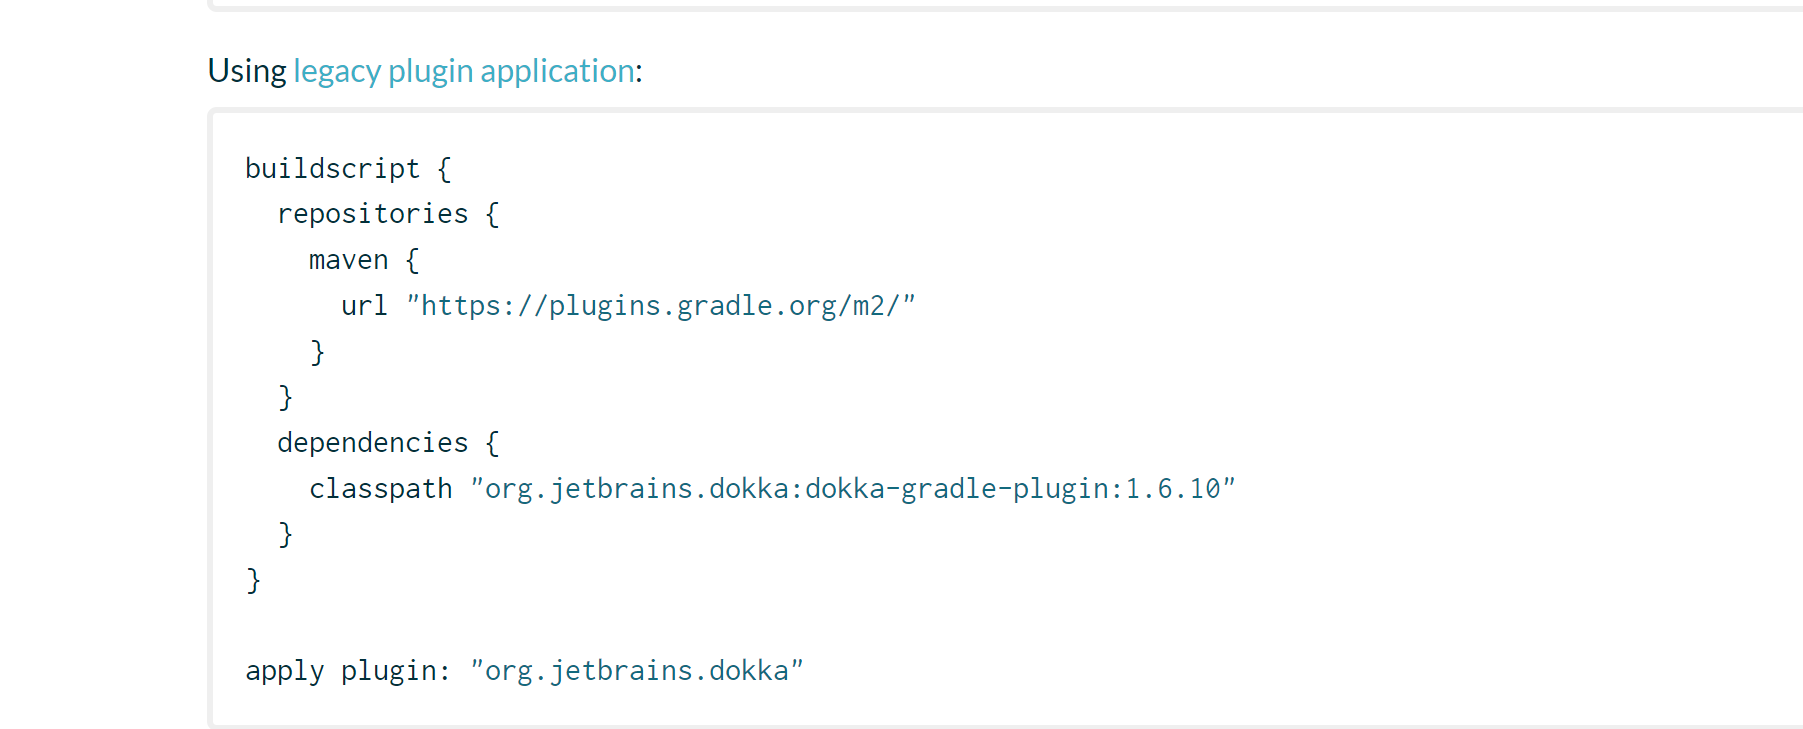 Using legacy plugin application:
buildscript {
  repositories {
    maven {
      url "https://plugins.gradle.org/m2/"
    }
  }
  dependencies {
    classpath "org.jetbrains.dokka:dokka-gradle-plugin:1.6.10"
  }
}

apply plugin: "org.jetbrains.dokka"